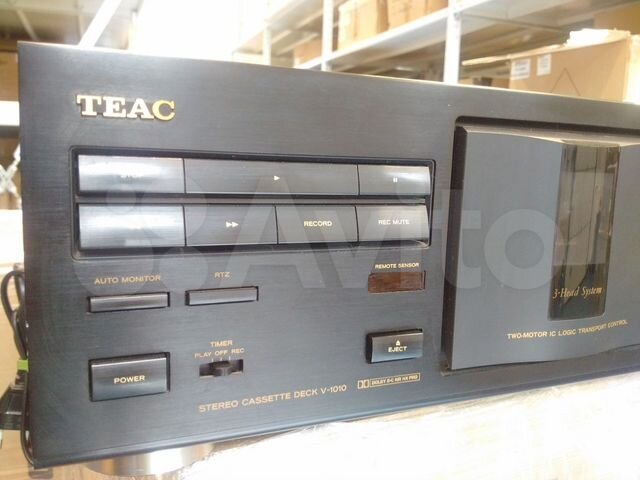 TEAC
RECORD
REC MUTE
AUTO MONITOR
RTZ
REMOTE SENSOR
TIMER
PLAY OFF REC
POWER
EJECT
STEREO CASSETTE DECK V-1010
DOLBY B·C NR HX PRO
3-Head System
TWO-MOTOR IC LOGIC TRANSPORT CONTROL
Avito